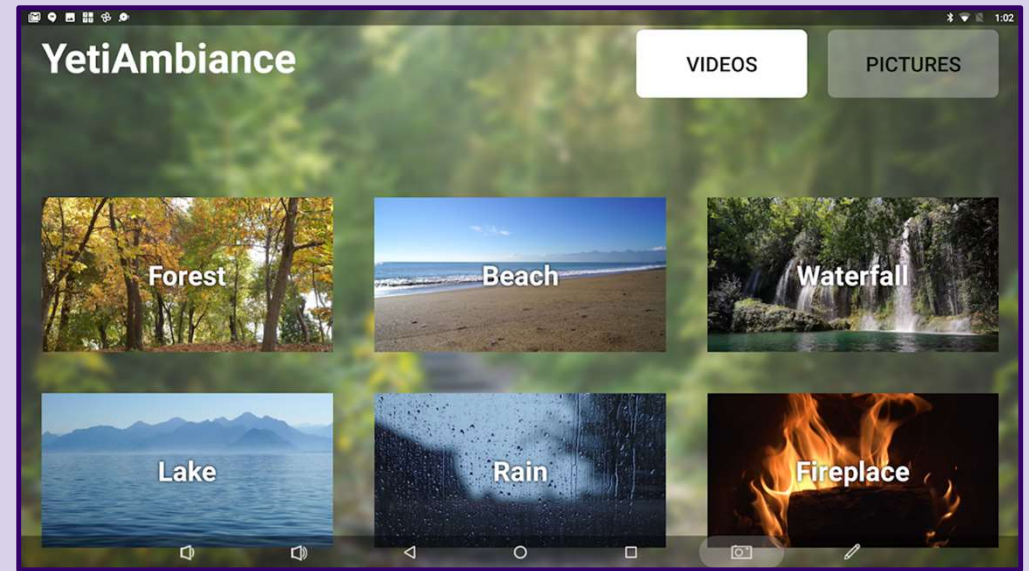 1:02
YetiAmbiance
VIDEOS
PICTURES
Forest
Beach
Waterfall
Lake
Rain
Fireplace